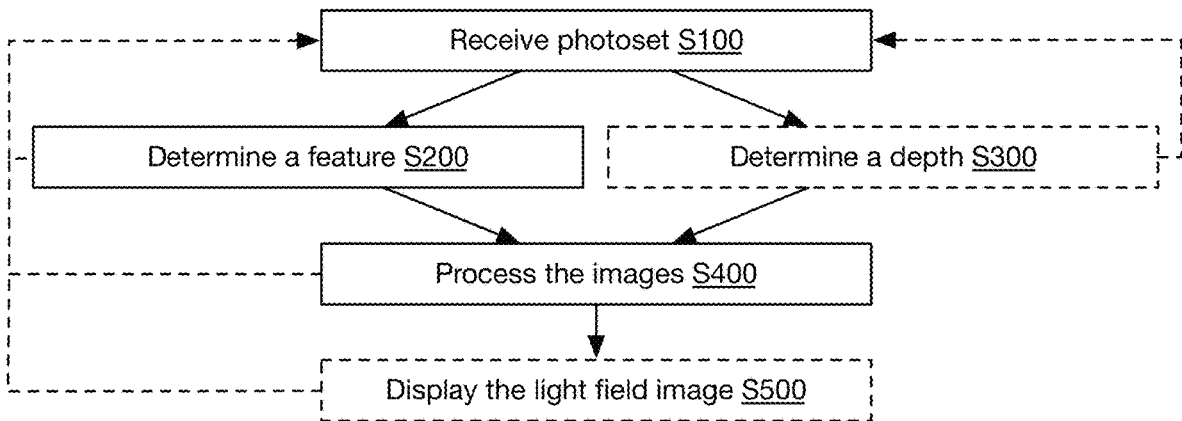 Receive photoset S100
Determine a feature S200
Determine a depth S300
Process the images S400
Display the light field image S500